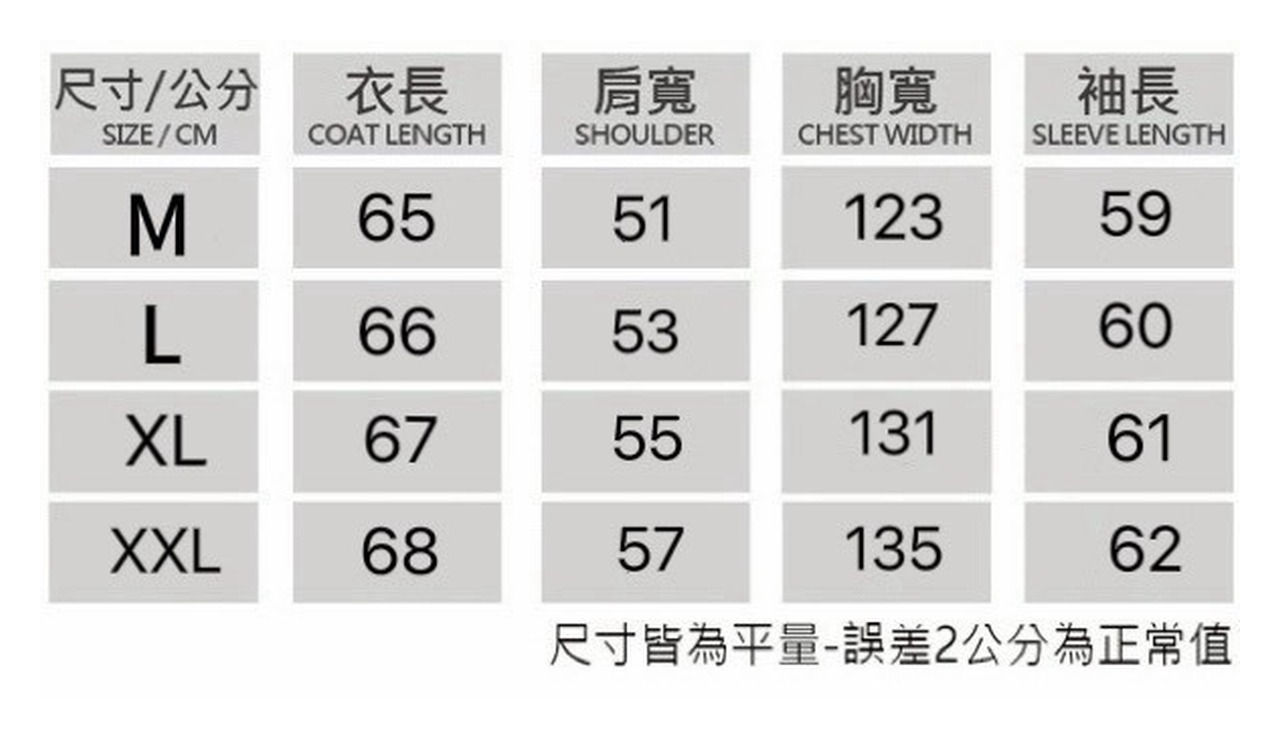 尺寸/公分 衣長 肩寬 胸寬 袖長
SIZE / CM COAT LENGTH SHOULDER CHEST WIDTH SLEEVE LENGTH
M 65 51 123 59
L 66 53 127 60
XL 67 55 131 61
XXL 68 57 135 62
尺寸皆為平量-誤差2公分為正常值